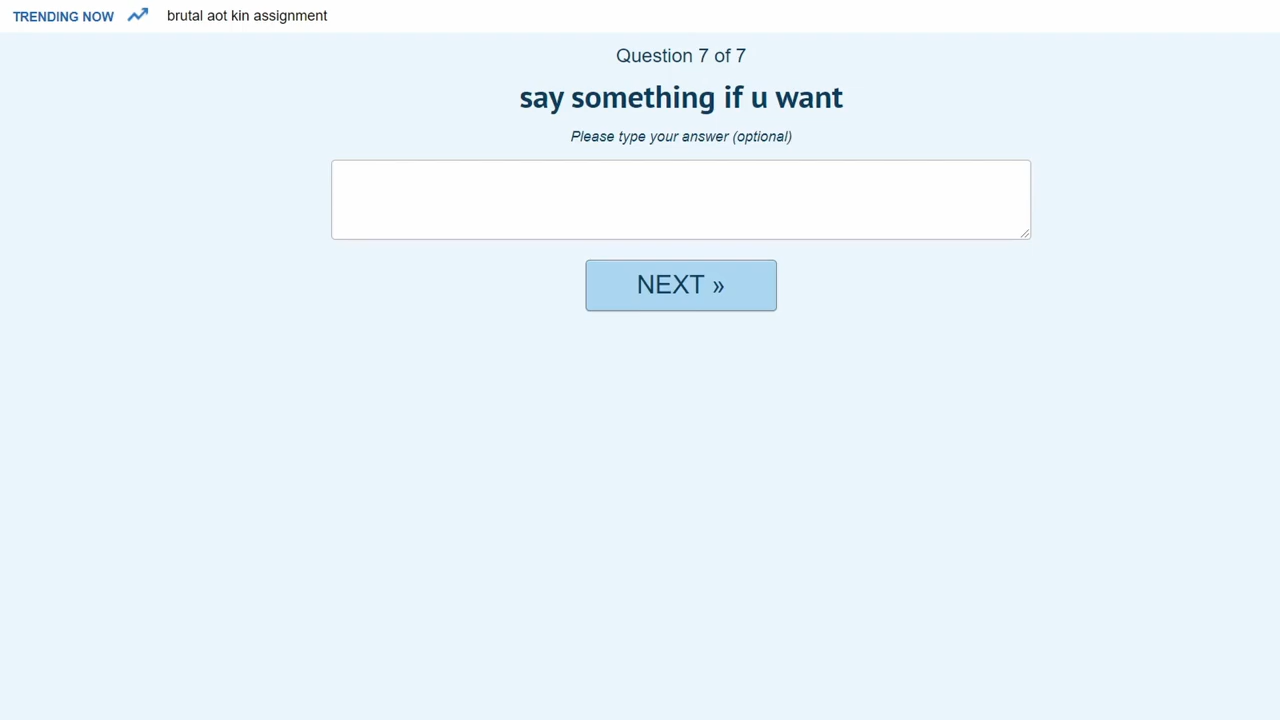 TRENDING NOW brutal aot kin assignment
Question 7 of 7
say something if u want
Please type your answer (optional)
NEXT »